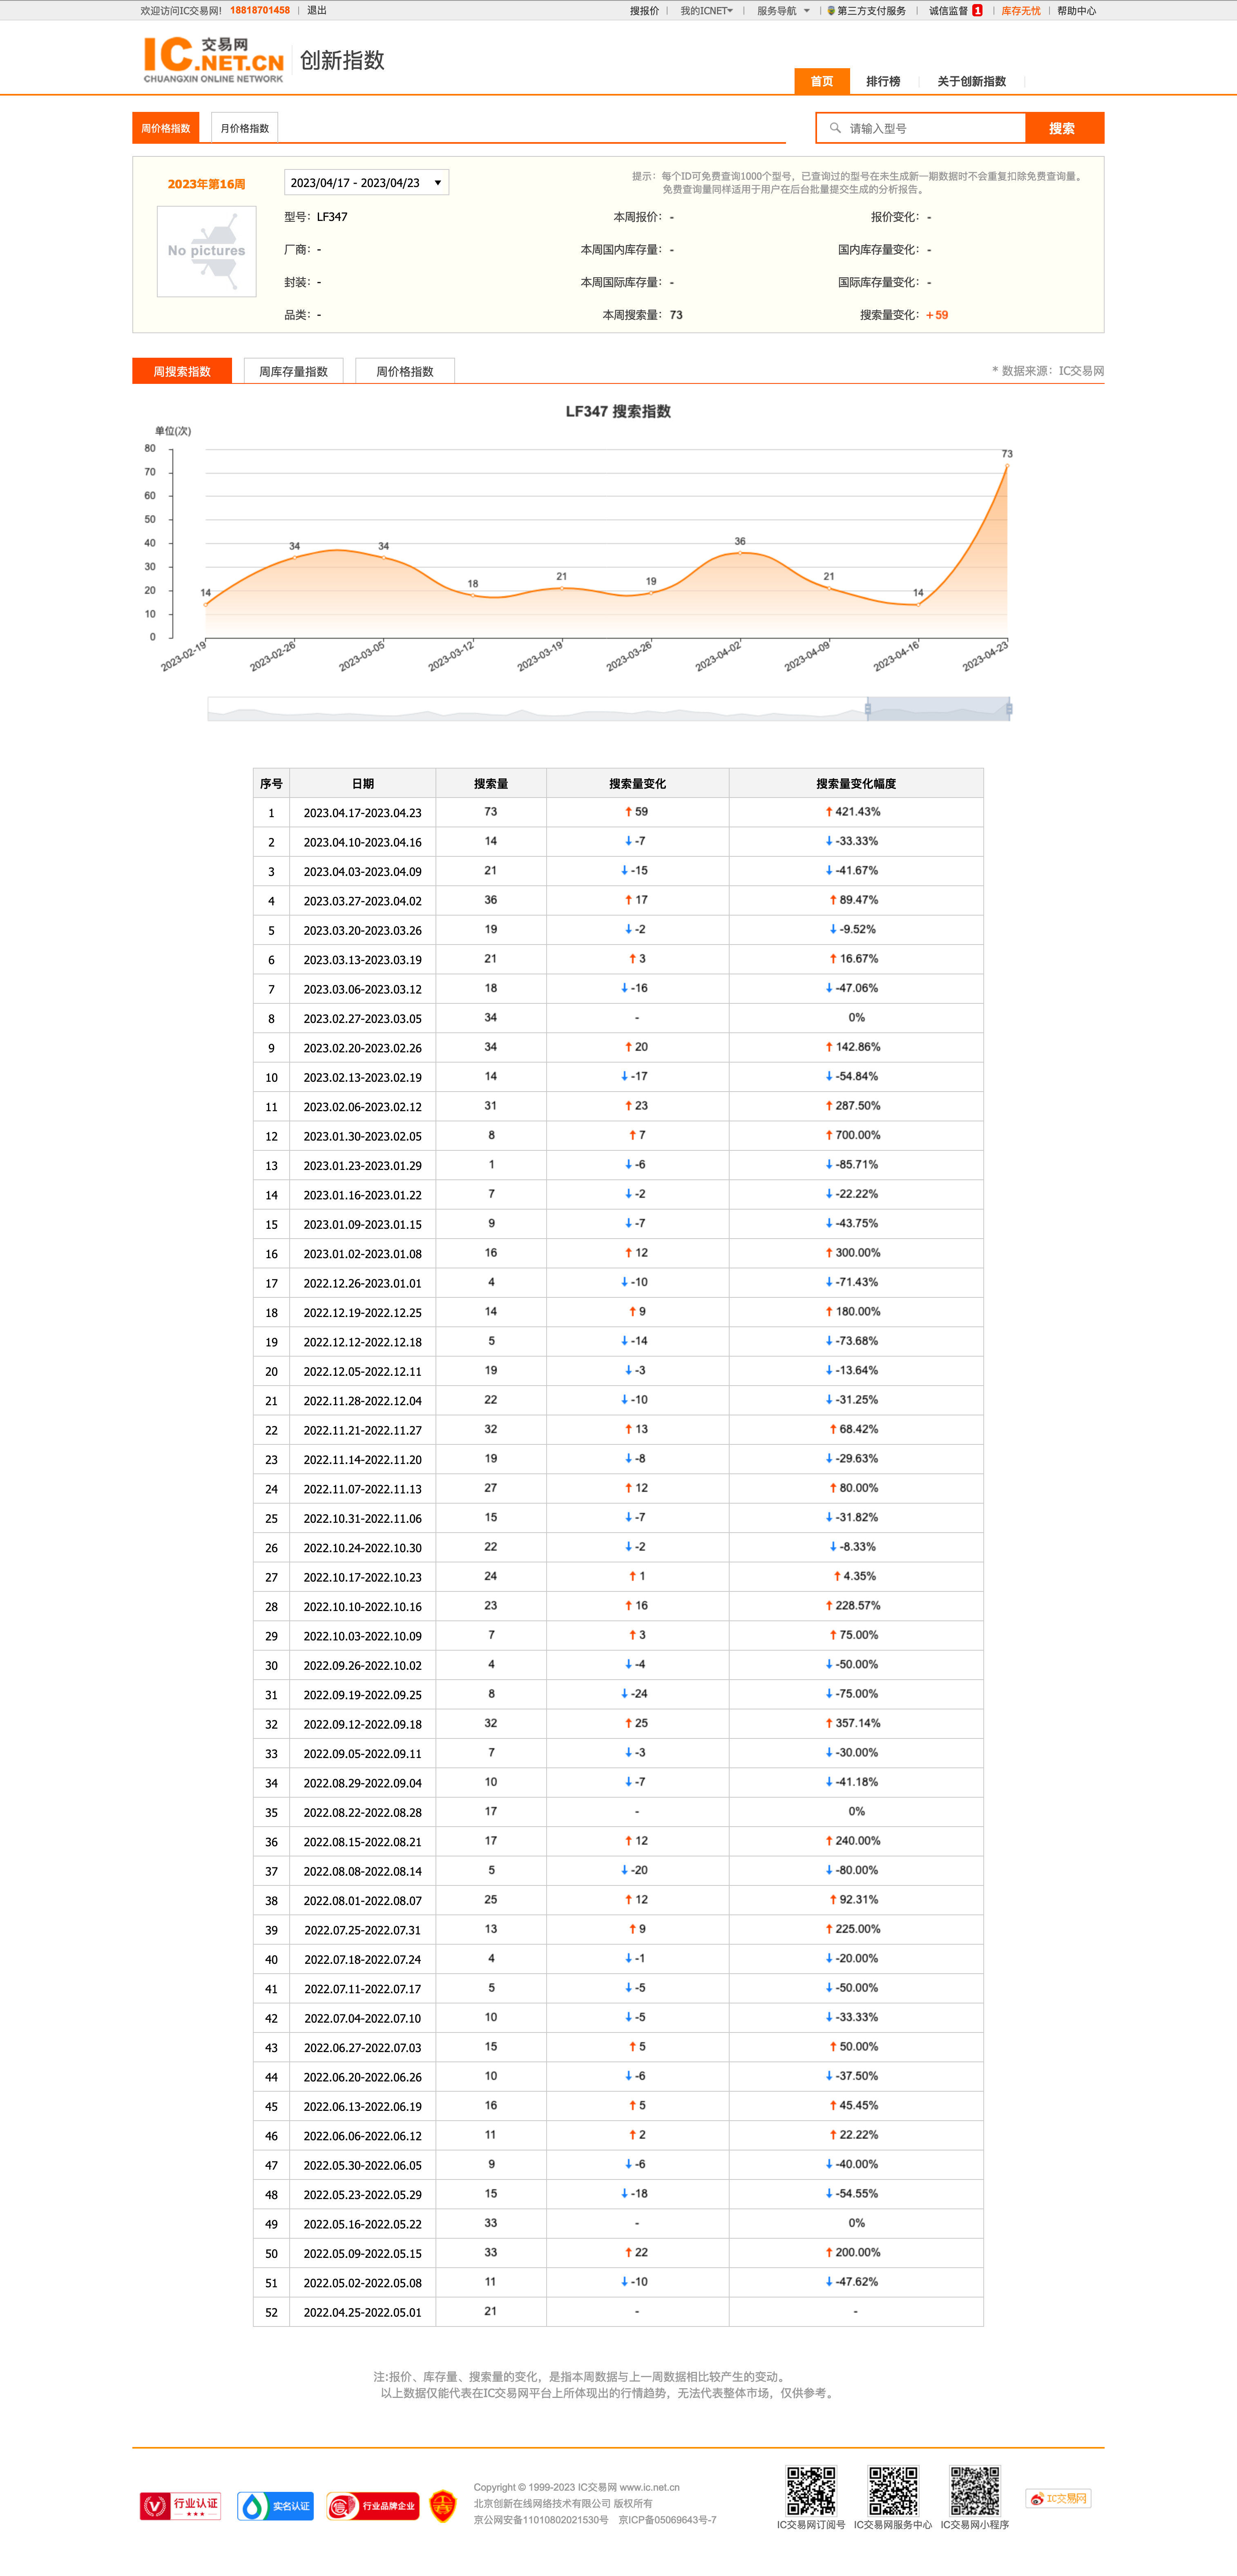 欢迎访问IC交易网! 18818701458 | 退出 搜报价 | 我的ICNET | 服务导航 | 第三方支付服务 | 诚信监督 1 | 库存无忧 | 帮助中心
IC 交易网
.NET.CN
CHUANGXIN ONLINE NETWORK
创新指数
首页 排行榜 关于创新指数
周价格指数 月价格指数 请输入型号 搜索
2023年第16周 2023/04/17 - 2023/04/23
提示：每个ID可免费查询1000个型号，已查询过的型号在未生成新一期数据时不会重复扣除免费查询量。
免费查询量同样适用于用户在后台批量提交生成的分析报告。
No pictures
型号：LF347 本周报价：- 报价变化：-
厂商：- 本周国内库存量：- 国内库存量变化：-
封装：- 本周国际库存量：- 国际库存量变化：-
品类：- 本周搜索量：73 搜索量变化：+59
周搜索指数 周库存量指数 周价格指数 * 数据来源：IC交易网
LF347 搜索指数
单位(次)
80
70
60
50
40
30
20
10
0
14 34 34 18 21 19 36 21 14 73
2023-02-19 2023-02-26 2023-03-05 2023-03-12 2023-03-19 2023-03-26 2023-04-02 2023-04-09 2023-04-16 2023-04-23
序号 日期 搜索量 搜索量变化 搜索量变化幅度
1 2023.04.17-2023.04.23 73 ↑ 59 ↑ 421.43%
2 2023.04.10-2023.04.16 14 ↓ -7 ↓ -33.33%
3 2023.04.03-2023.04.09 21 ↓ -15 ↓ -41.67%
4 2023.03.27-2023.04.02 36 ↑ 17 ↑ 89.47%
5 2023.03.20-2023.03.26 19 ↓ -2 ↓ -9.52%
6 2023.03.13-2023.03.19 21 ↑ 3 ↑ 16.67%
7 2023.03.06-2023.03.12 18 ↓ -16 ↓ -47.06%
8 2023.02.27-2023.03.05 34 - 0%
9 2023.02.20-2023.02.26 34 ↑ 20 ↑ 142.86%
10 2023.02.13-2023.02.19 14 ↓ -17 ↓ -54.84%
11 2023.02.06-2023.02.12 31 ↑ 23 ↑ 287.50%
12 2023.01.30-2023.02.05 8 ↑ 7 ↑ 700.00%
13 2023.01.23-2023.01.29 1 ↓ -6 ↓ -85.71%
14 2023.01.16-2023.01.22 7 ↓ -2 ↓ -22.22%
15 2023.01.09-2023.01.15 9 ↓ -7 ↓ -43.75%
16 2023.01.02-2023.01.08 16 ↑ 12 ↑ 300.00%
17 2022.12.26-2023.01.01 4 ↓ -10 ↓ -71.43%
18 2022.12.19-2022.12.25 14 ↑ 9 ↑ 180.00%
19 2022.12.12-2022.12.18 5 ↓ -14 ↓ -73.68%
20 2022.12.05-2022.12.11 19 ↓ -3 ↓ -13.64%
21 2022.11.28-2022.12.04 22 ↓ -10 ↓ -31.25%
22 2022.11.21-2022.11.27 32 ↑ 13 ↑ 68.42%
23 2022.11.14-2022.11.20 19 ↓ -8 ↓ -29.63%
24 2022.11.07-2022.11.13 27 ↑ 12 ↑ 80.00%
25 2022.10.31-2022.11.06 15 ↓ -7 ↓ -31.82%
26 2022.10.24-2022.10.30 22 ↓ -2 ↓ -8.33%
27 2022.10.17-2022.10.23 24 ↑ 1 ↑ 4.35%
28 2022.10.10-2022.10.16 23 ↑ 16 ↑ 228.57%
29 2022.10.03-2022.10.09 7 ↑ 3 ↑ 75.00%
30 2022.09.26-2022.10.02 4 ↓ -4 ↓ -50.00%
31 2022.09.19-2022.09.25 8 ↓ -24 ↓ -75.00%
32 2022.09.12-2022.09.18 32 ↑ 25 ↑ 357.14%
33 2022.09.05-2022.09.11 7 ↓ -3 ↓ -30.00%
34 2022.08.29-2022.09.04 10 ↓ -7 ↓ -41.18%
35 2022.08.22-2022.08.28 17 - 0%
36 2022.08.15-2022.08.21 17 ↑ 12 ↑ 240.00%
37 2022.08.08-2022.08.14 5 ↓ -20 ↓ -80.00%
38 2022.08.01-2022.08.07 25 ↑ 12 ↑ 92.31%
39 2022.07.25-2022.07.31 13 ↑ 9 ↑ 225.00%
40 2022.07.18-2022.07.24 4 ↓ -1 ↓ -20.00%
41 2022.07.11-2022.07.17 5 ↓ -5 ↓ -50.00%
42 2022.07.04-2022.07.10 10 ↓ -5 ↓ -33.33%
43 2022.06.27-2022.07.03 15 ↑ 5 ↑ 50.00%
44 2022.06.20-2022.06.26 10 ↓ -6 ↓ -37.50%
45 2022.06.13-2022.06.19 16 ↑ 5 ↑ 45.45%
46 2022.06.06-2022.06.12 11 ↑ 2 ↑ 22.22%
47 2022.05.30-2022.06.05 9 ↓ -6 ↓ -40.00%
48 2022.05.23-2022.05.29 15 ↓ -18 ↓ -54.55%
49 2022.05.16-2022.05.22 33 - 0%
50 2022.05.09-2022.05.15 33 ↑ 22 ↑ 200.00%
51 2022.05.02-2022.05.08 11 ↓ -10 ↓ -47.62%
52 2022.04.25-2022.05.01 21 - -
注:报价、库存量、搜索量的变化，是指本周数据与上一周数据相比较产生的变动。
以上数据仅能代表在IC交易网平台上所体现出的行情趋势，无法代表整体市场，仅供参考。
行业认证 实名认证 行业品牌企业
Copyright © 1999-2023 IC交易网 www.ic.net.cn
北京创新在线网络技术有限公司 版权所有
京公网安备11010802021530号 京ICP备05069643号-7
IC交易网订阅号 IC交易网服务中心 IC交易网小程序
IC交易网